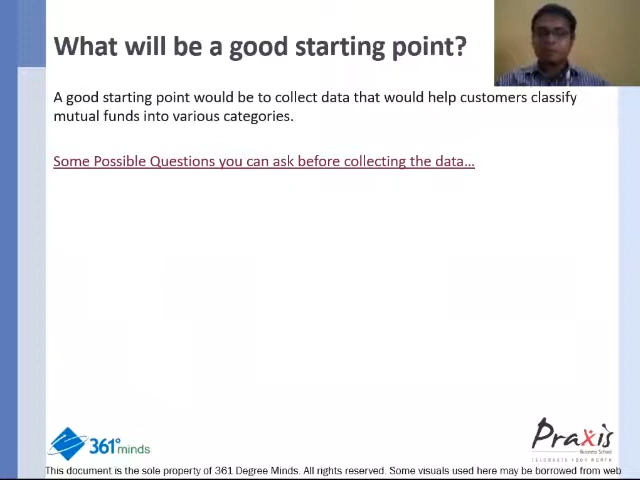 What will be a good starting point?
A good starting point would be to collect data that would help customers classify
mutual funds into various categories.
Some Possible Questions you can ask before collecting the data…
361° minds
Praxis
Business School
This document is the sole property of 361 Degree Minds. All rights reserved. Some visuals used here may be borrowed from web